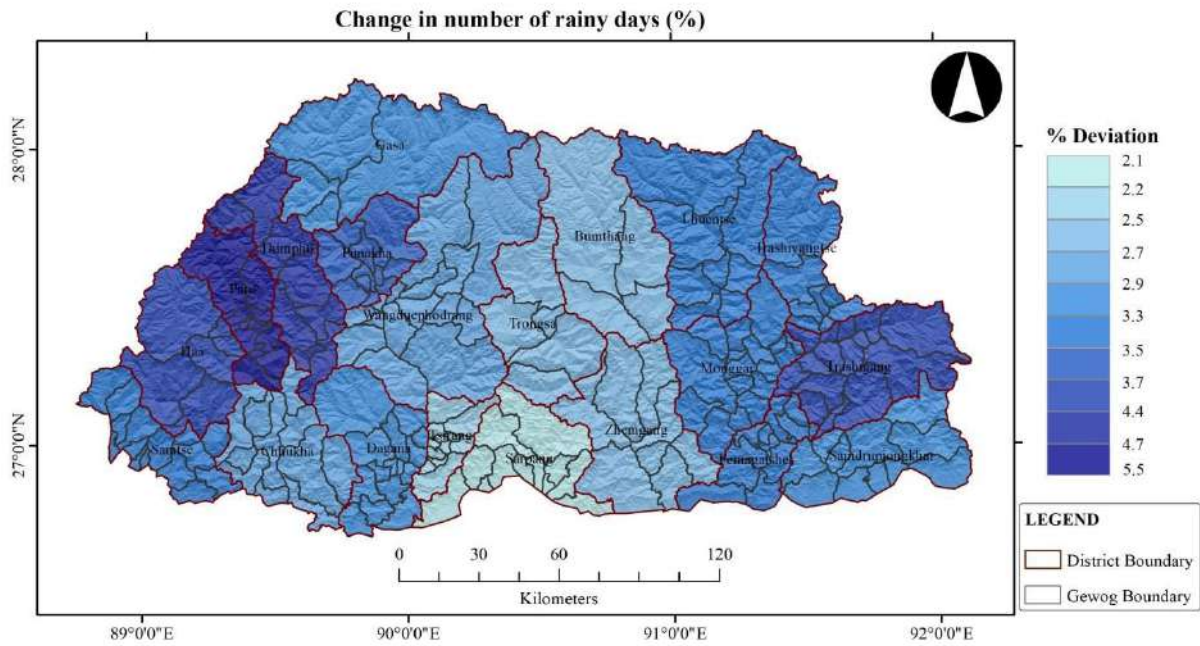 Change in number of rainy days (%)
28°0'0"N
27°0'0"N
Gasa
Bumthang
Lhuentse
Trashiyangtse
Thimphu
Punakha
Paro
Wangduephodrang
Trongsa
Haa
Monggar
Trashigang
Samtse
Chhukha
Dagana
Tsirang
Sarpang
Zhemgang
Pemagatshel
Samdrupjongkhar
0 30 60 120
Kilometers
89°0'0"E 90°0'0"E 91°0'0"E 92°0'0"E
% Deviation
2.1
2.2
2.5
2.7
2.9
3.3
3.5
3.7
4.4
4.7
5.5
LEGEND
District Boundary
Gewog Boundary